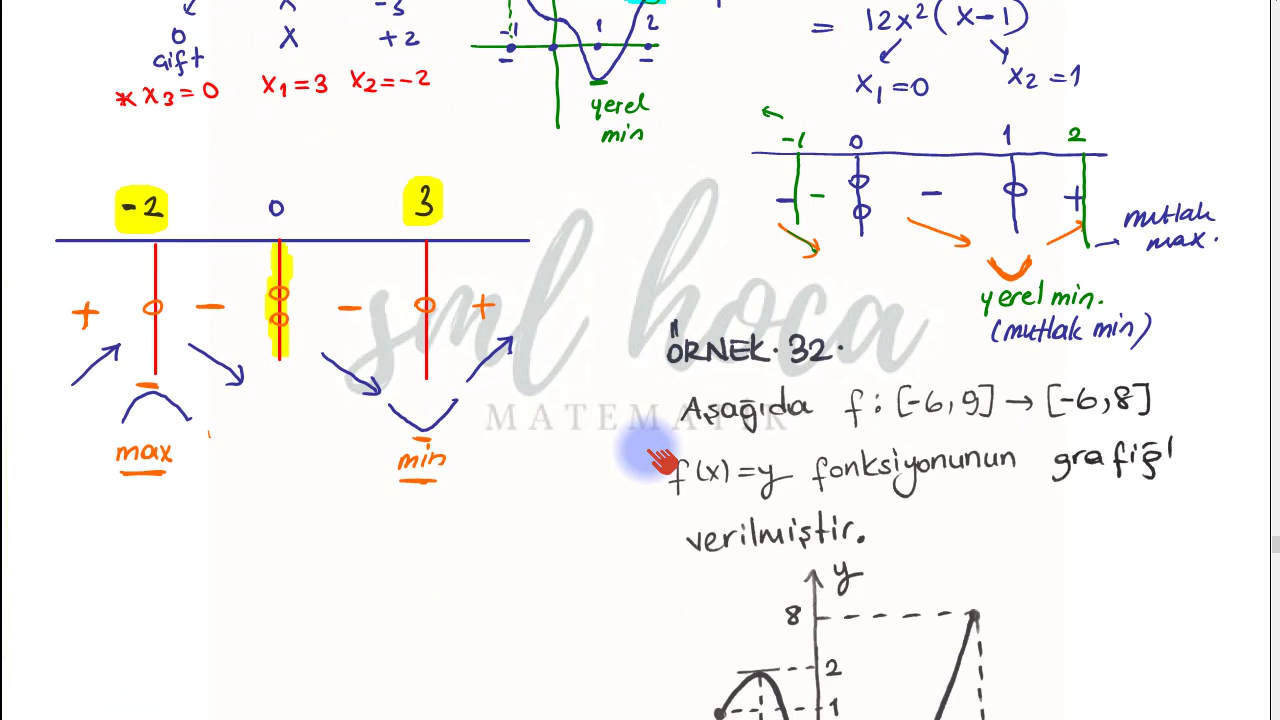 -3
0 x +2
çift
* x₃ = 0 x₁ = 3 x₂ = -2
-2 0 3
+ - - +
max min
-1 1 2
yerel
min
= 12x² (x-1)
x₁ = 0 x₂ = 1
-1 0 1 2
- - - +
mutlak
max.
yerel min.
(mutlak min)
sml hoca
MATEMATİK
ÖRNEK. 32.
Aşağıda f : [-6,9] → [-6,8]
f(x) = y fonksiyonunun grafiği
verilmiştir.
y
8
2
1